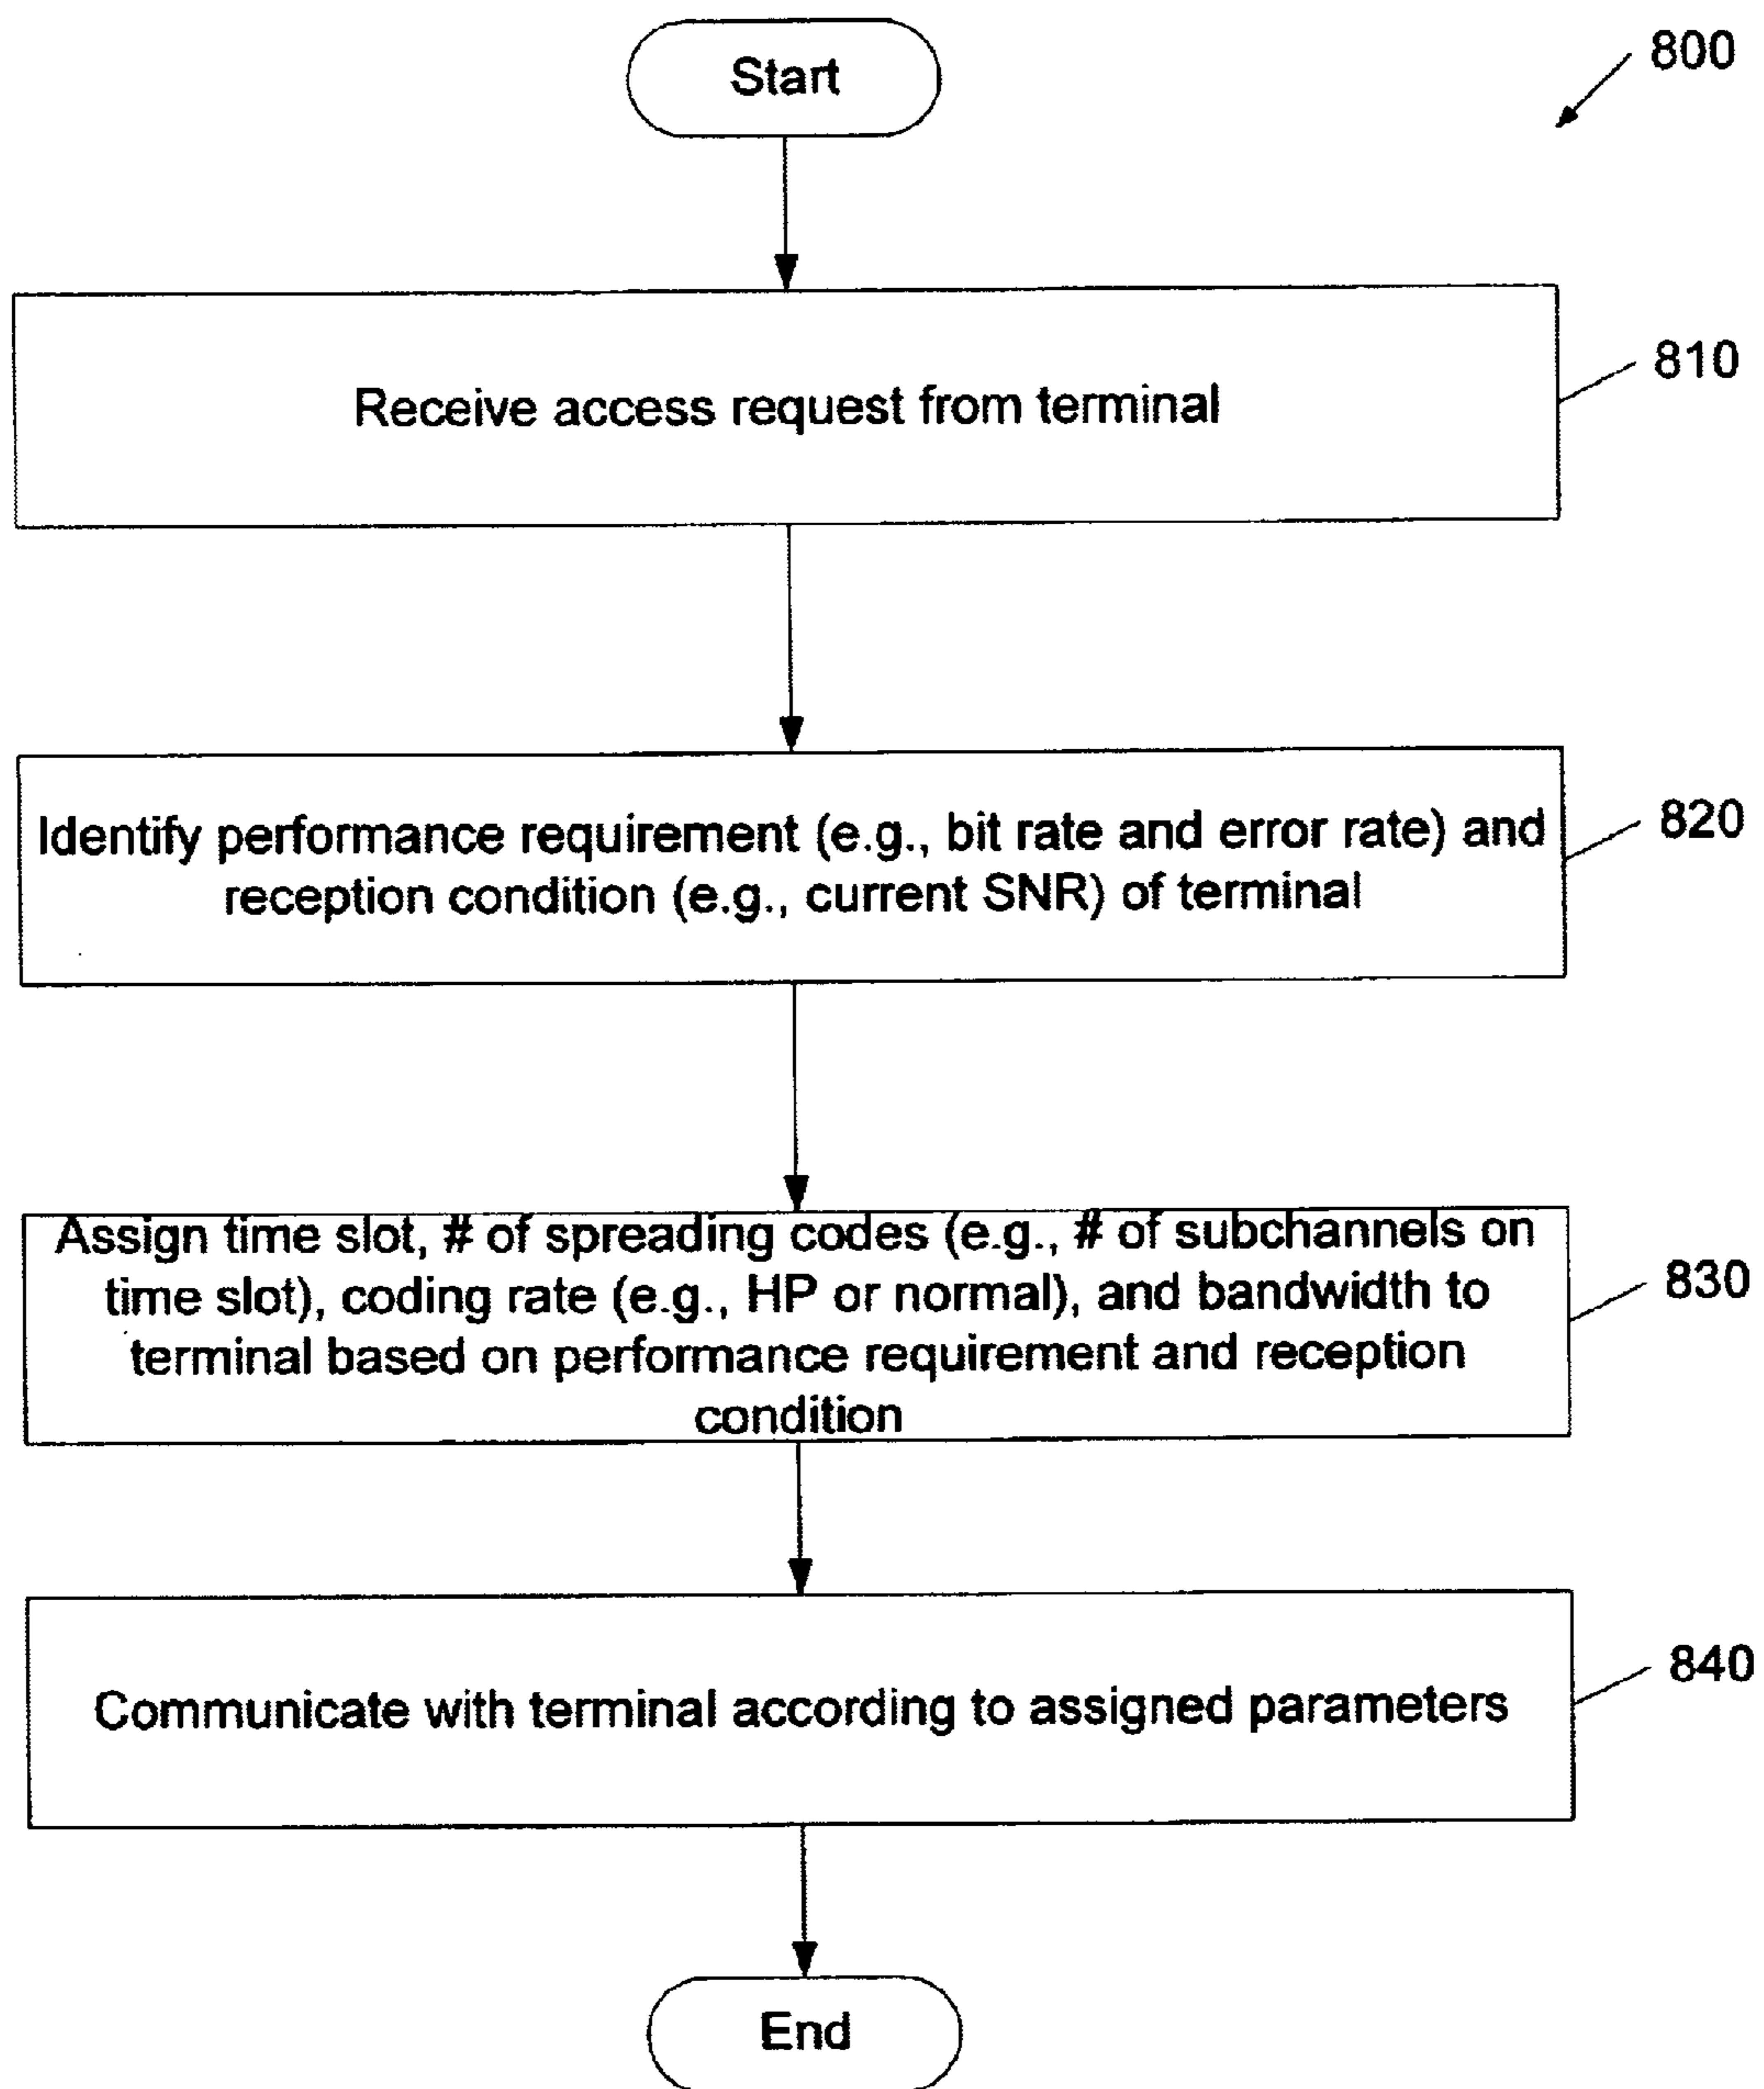 Start
800
Receive access request from terminal
810
Identify performance requirement (e.g., bit rate and error rate) and
reception condition (e.g., current SNR) of terminal
820
Assign time slot, # of spreading codes (e.g., # of subchannels on
time slot), coding rate (e.g., HP or normal), and bandwidth to
terminal based on performance requirement and reception
condition
830
Communicate with terminal according to assigned parameters
840
End